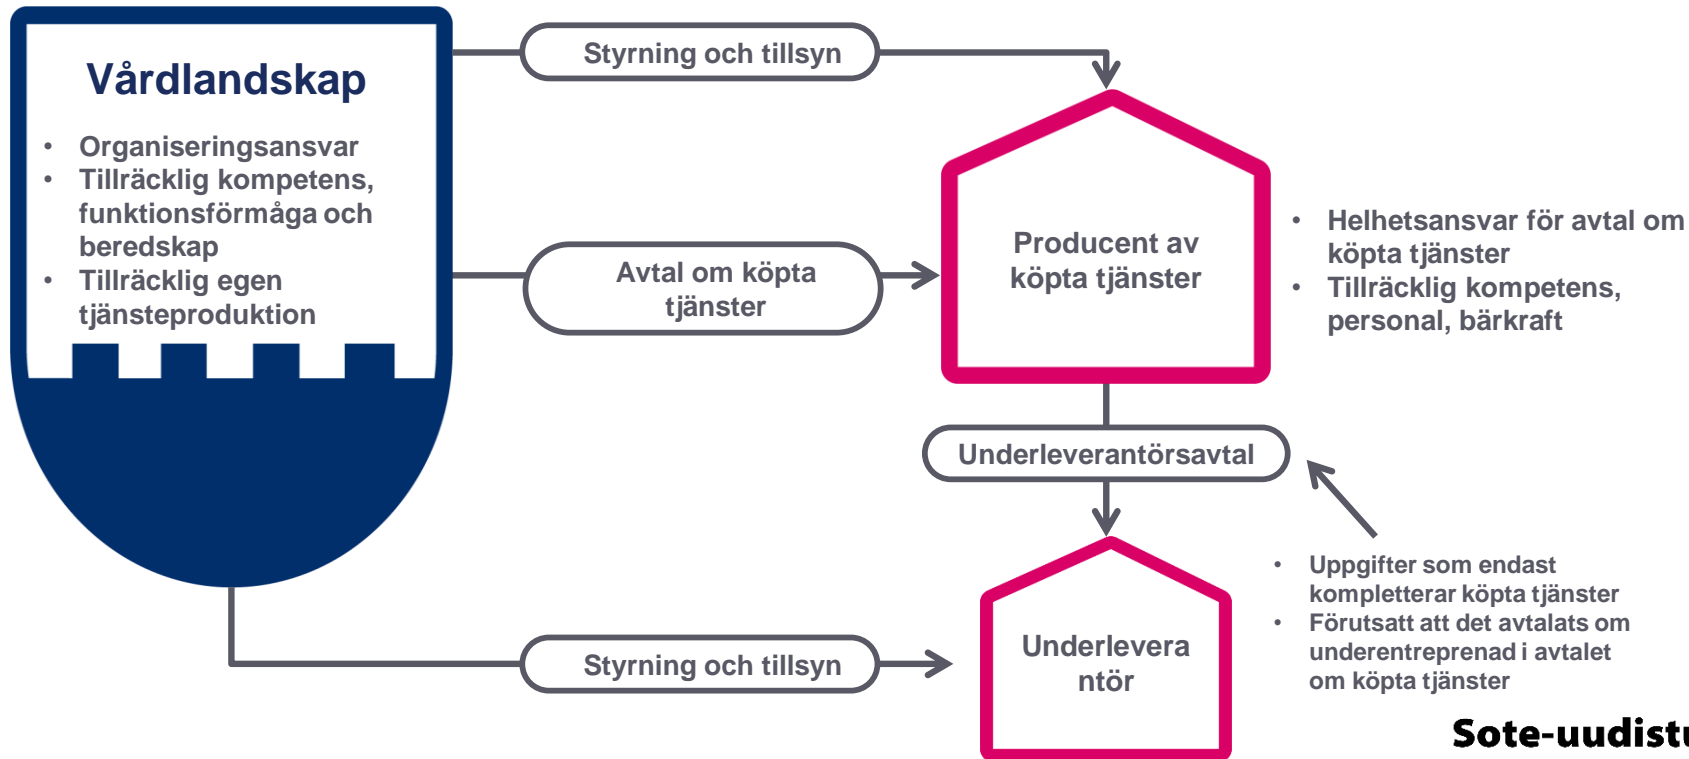 Styrning och tillsyn
Vårdlandskap
• Organiseringsansvar
• Tillräcklig kompetens,
funktionsförmåga och
beredskap
• Tillräcklig egen
tjänsteproduktion
Avtal om köpta
tjänster
Producent av
köpta tjänster
• Helhetsansvar för avtal om
köpta tjänster
• Tillräcklig kompetens,
personal, bärkraft
Underleverantörsavtal
• Uppgifter som endast
kompletterar köpta tjänster
• Förutsatt att det avtalats om
underentreprenad i avtalet
om köpta tjänster
Styrning och tillsyn
Underlevera
ntör
Sote-uudistu